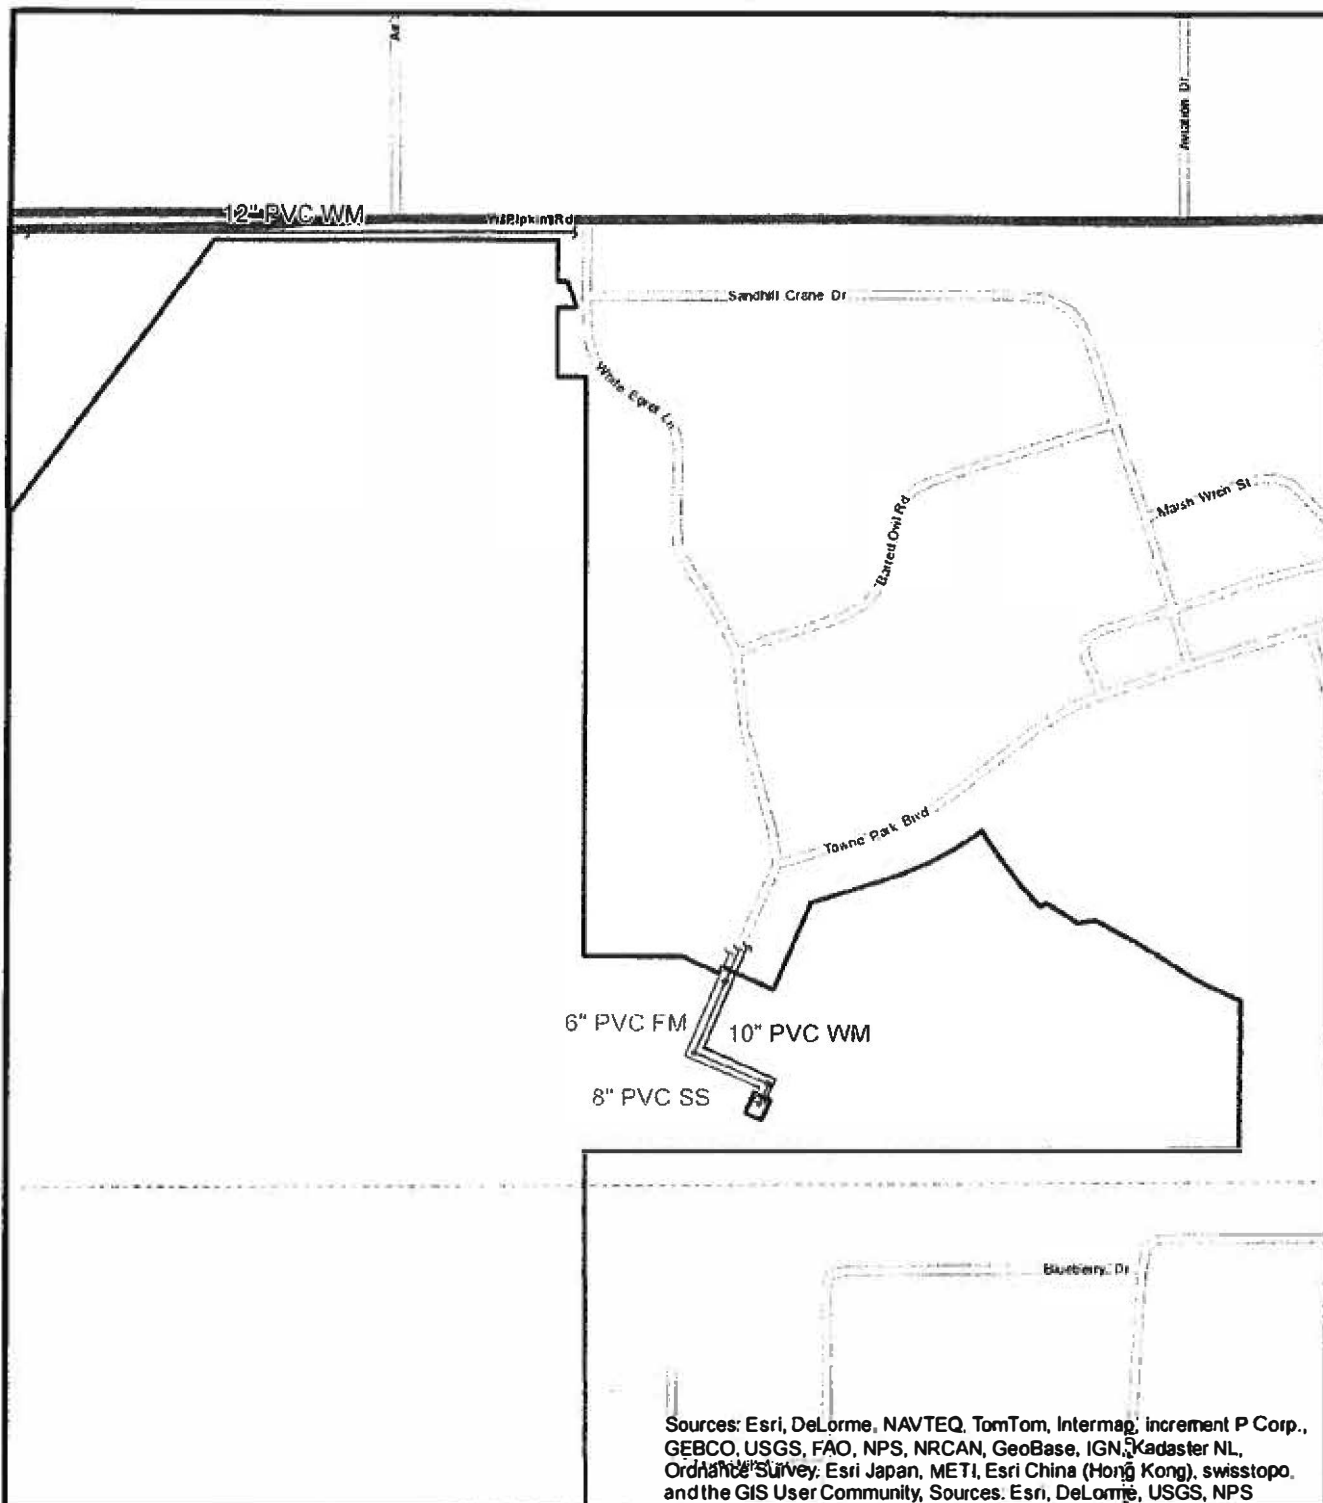 Aviation Dr
12" PVC WM
W Pipkin Rd
Sandhill Crane Dr
White Egret Ln
Marsh Wren St
Barred Owl Rd
Towne Park Blvd
6" PVC FM
10" PVC WM
8" PVC SS
Blueberry Dr
Sources: Esri, DeLorme, NAVTEQ, TomTom, Intermap, increment P Corp.,
GEBCO, USGS, FAO, NPS, NRCAN, GeoBase, IGN, Kadaster NL,
Ordnance Survey, Esri Japan, METI, Esri China (Hong Kong), swisstopo,
and the GIS User Community, Sources: Esri, DeLorme, USGS, NPS